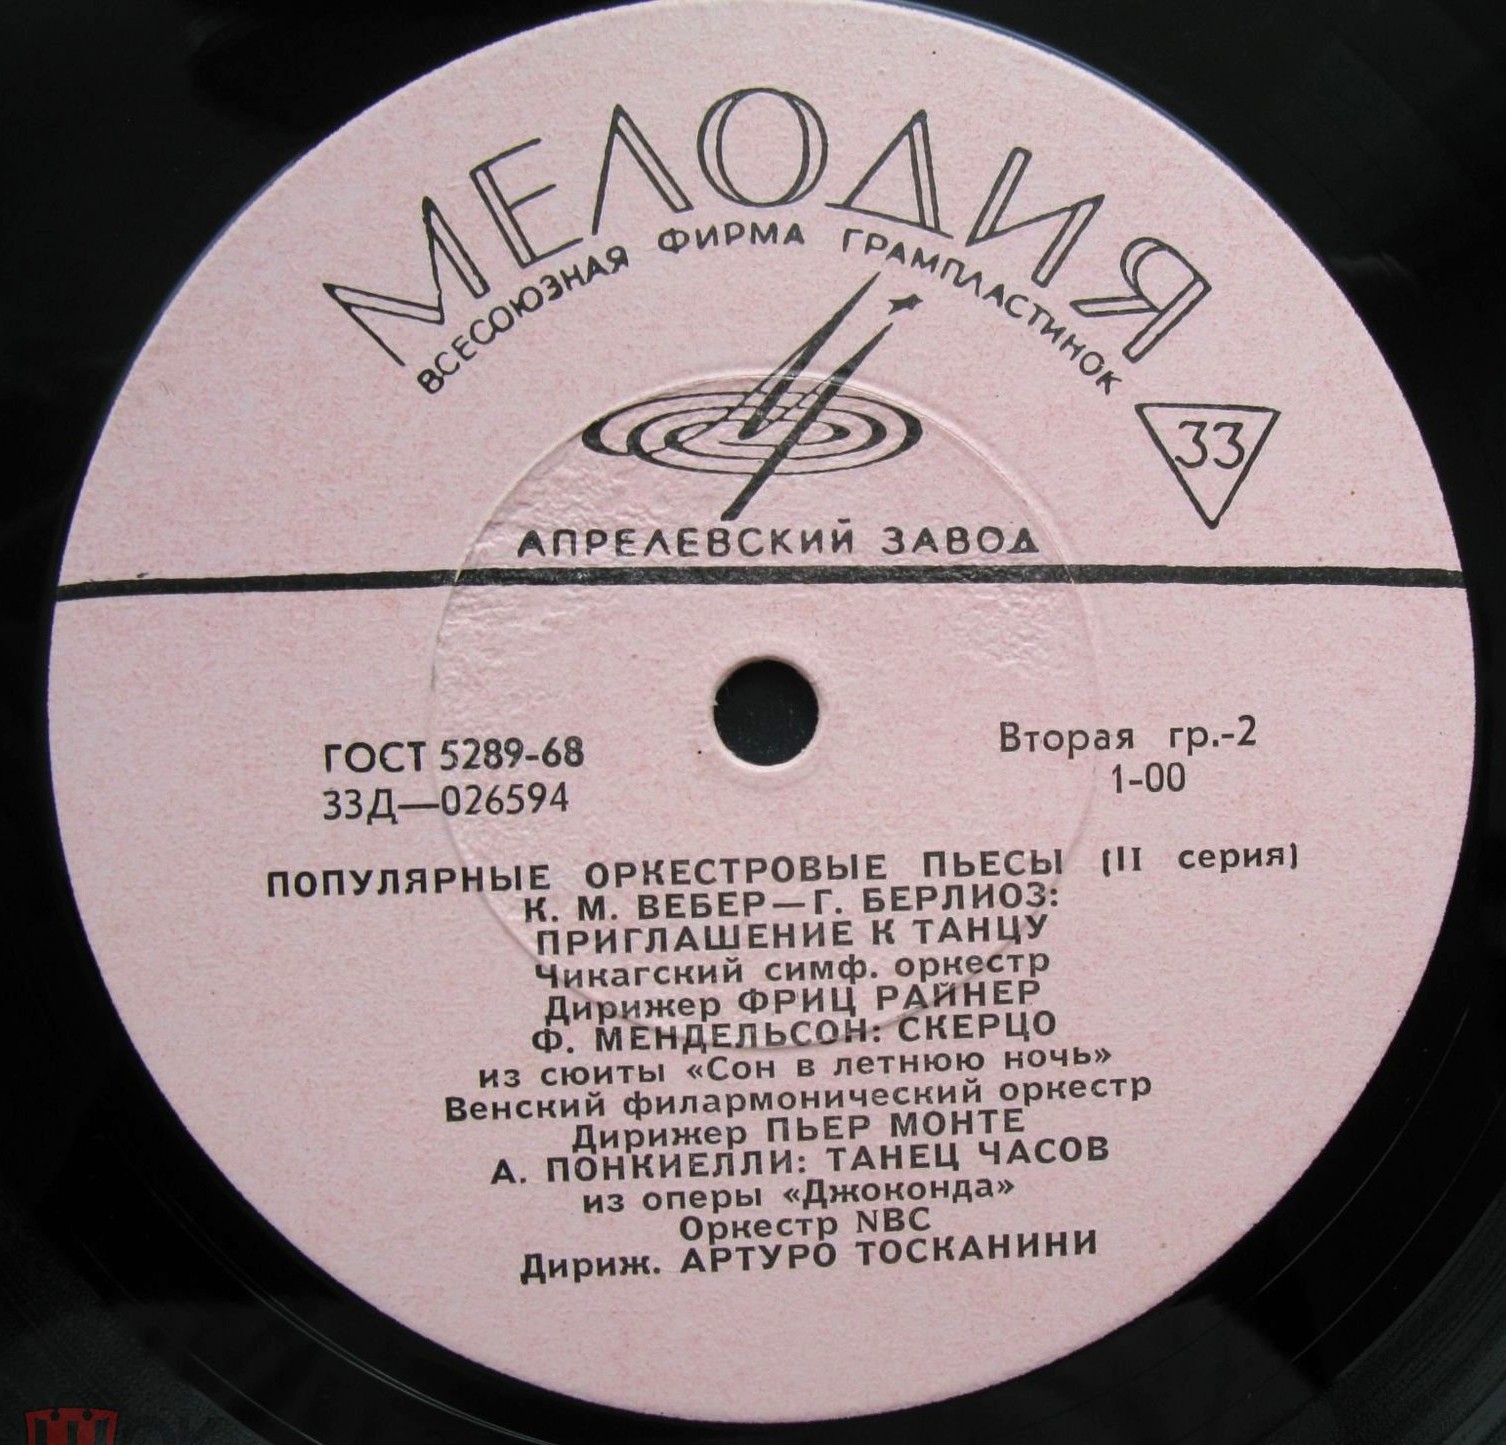 МЕЛОДИЯ
ВСЕСОЮЗНАЯ ФИРМА ГРАМПЛАСТИНОК
33
АПРЕЛЕВСКИЙ ЗАВОД
ГОСТ 5289-68
33Д—026594
Вторая гр.-2
1-00
ПОПУЛЯРНЫЕ ОРКЕСТРОВЫЕ ПЬЕСЫ (II серия)
К. М. ВЕБЕР—Г. БЕРЛИОЗ:
ПРИГЛАШЕНИЕ К ТАНЦУ
Чикагский симф. оркестр
Дирижер ФРИЦ РАЙНЕР
Ф. МЕНДЕЛЬСОН: СКЕРЦО
из сюиты «Сон в летнюю ночь»
Венский филармонический оркестр
Дирижер ПЬЕР МОНТЕ
А. ПОНКИЕЛЛИ: ТАНЕЦ ЧАСОВ
из оперы «Джоконда»
Оркестр NBC
Дириж. АРТУРО ТОСКАНИНИ